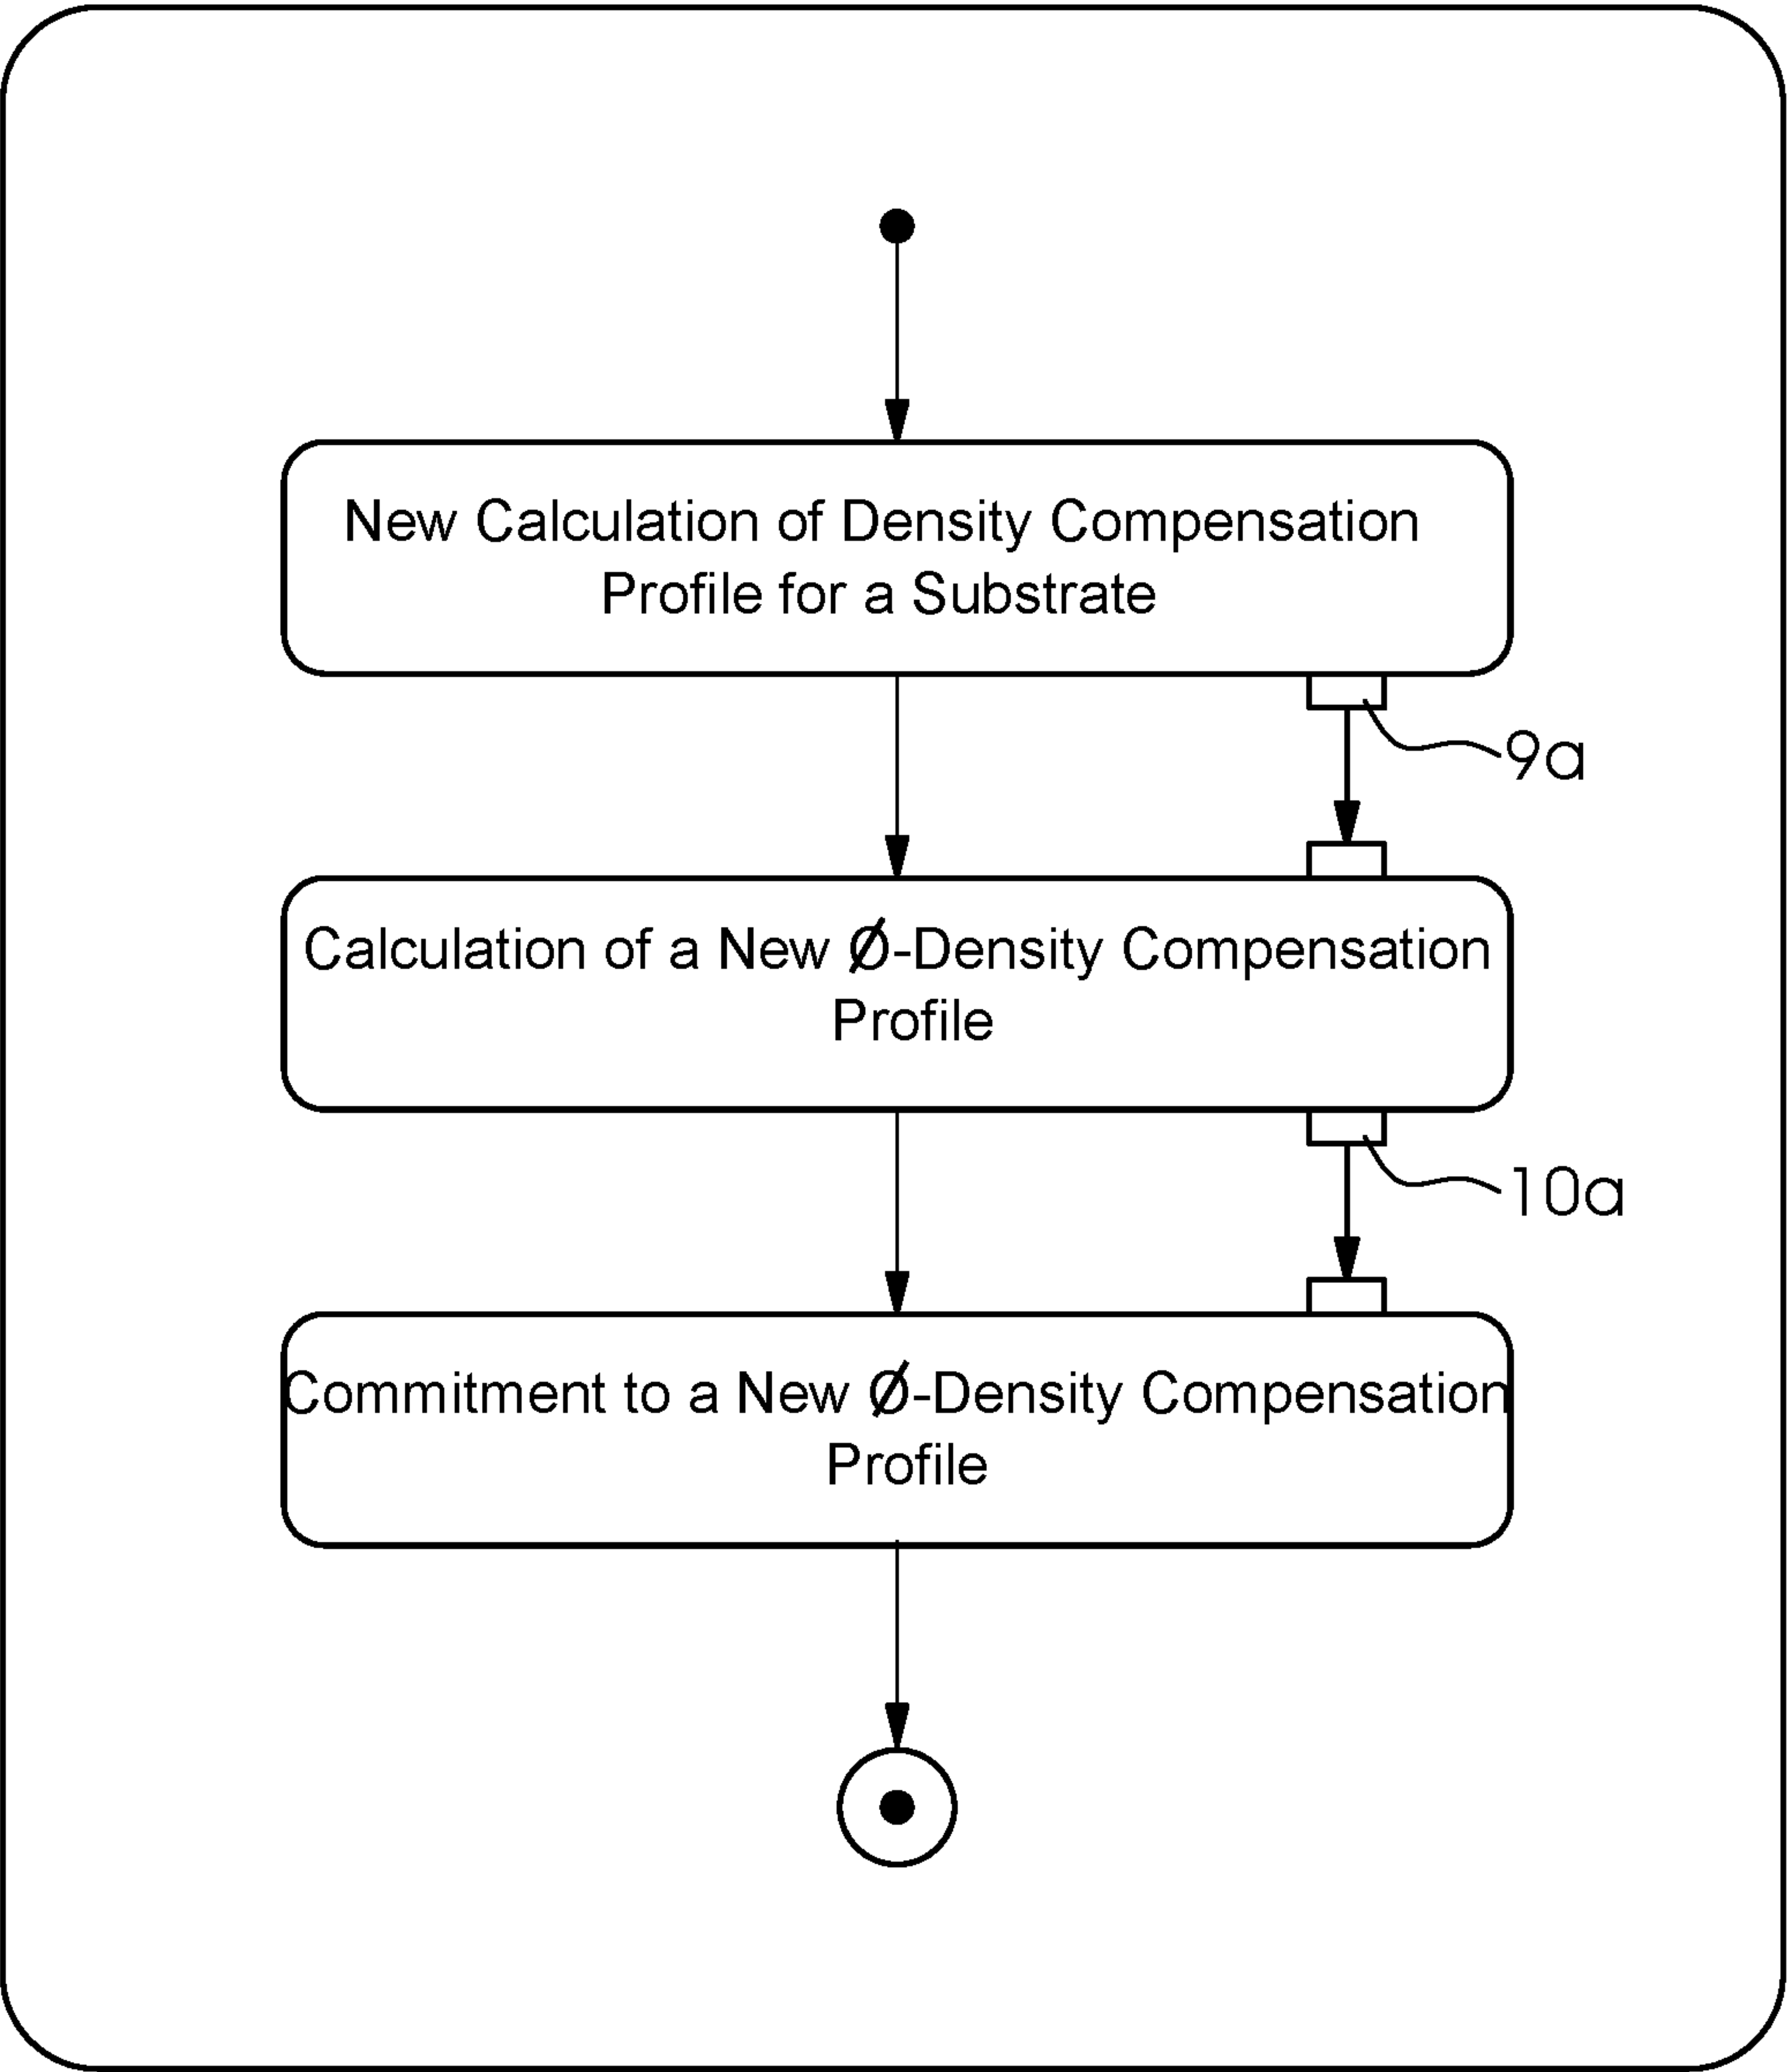 New Calculation of Density Compensation
Profile for a Substrate
9a
Calculation of a New Ø-Density Compensation
Profile
10a
Commitment to a New Ø-Density Compensation
Profile